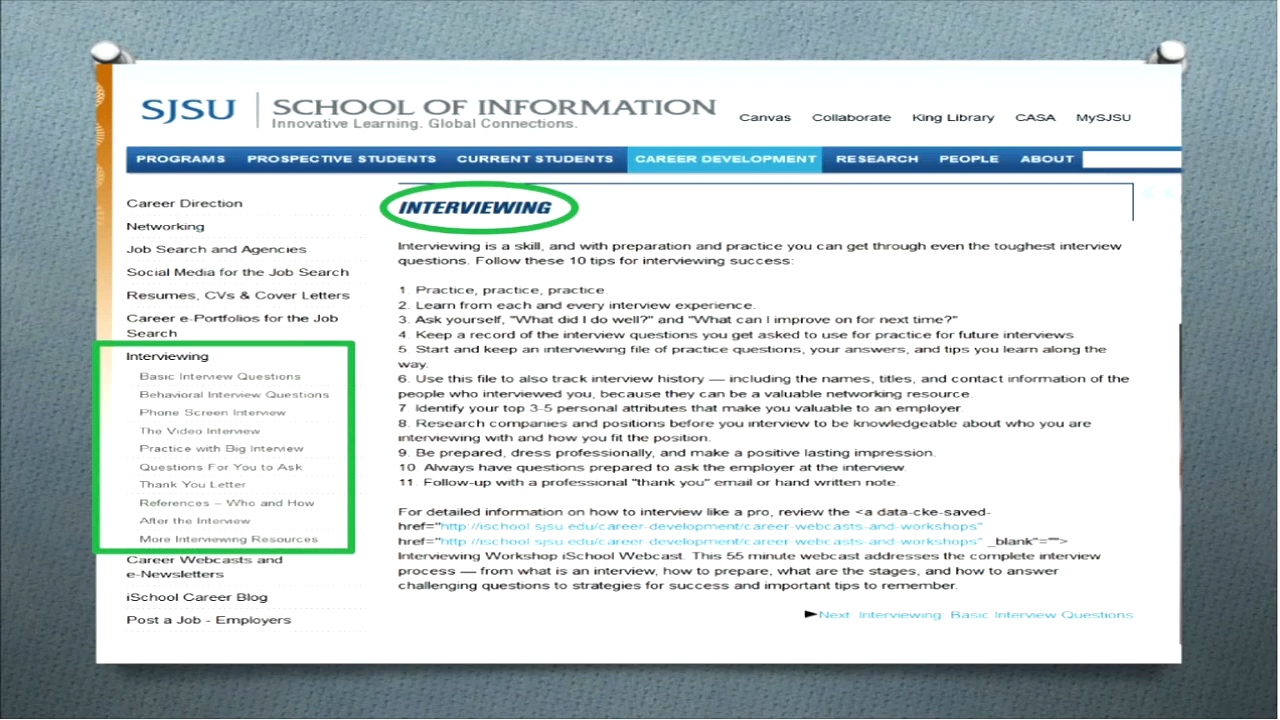 SJSU SCHOOL OF INFORMATION
Innovative Learning. Global Connections.
Canvas Collaborate King Library CASA MySJSU
PROGRAMS PROSPECTIVE STUDENTS CURRENT STUDENTS CAREER DEVELOPMENT RESEARCH PEOPLE ABOUT
Career Direction
Networking
Job Search and Agencies
Social Media for the Job Search
Resumes, CVs & Cover Letters
Career e-Portfolios for the Job
Search
Interviewing
Basic Interview Questions
Behavioral Interview Questions
Phone Screen Interview
The Video Interview
Practice with Big Interview
Questions For You to Ask
Thank You Letter
References – Who and How
After the Interview
More Interviewing Resources
Career Webcasts and
e-Newsletters
iSchool Career Blog
Post a Job - Employers
INTERVIEWING
Interviewing is a skill, and with preparation and practice you can get through even the toughest interview
questions. Follow these 10 tips for interviewing success:
1. Practice, practice, practice.
2. Learn from each and every interview experience.
3. Ask yourself, "What did I do well?" and "What can I improve on for next time?"
4. Keep a record of the interview questions you get asked to use for practice for future interviews.
5. Start and keep an interviewing file of practice questions, your answers, and tips you learn along the
way.
6. Use this file to also track interview history — including the names, titles, and contact information of the
people who interviewed you, because they can be a valuable networking resource.
7. Identify your top 3-5 personal attributes that make you valuable to an employer.
8. Research companies and positions before you interview to be knowledgeable about who you are
interviewing with and how you fit the position.
9. Be prepared, dress professionally, and make a positive lasting impression.
10. Always have questions prepared to ask the employer at the interview.
11. Follow-up with a professional "thank you" email or hand written note.
For detailed information on how to interview like a pro, review the <a data-cke-saved-
href="http://ischool.sjsu.edu/career-development/career-webcasts-and-workshops"
href="http://ischool.sjsu.edu/career-development/career-webcasts-and-workshops" _blank"="">
Interviewing Workshop iSchool Webcast. This 55 minute webcast addresses the complete interview
process — from what is an interview, how to prepare, what are the stages, and how to answer
challenging questions to strategies for success and important tips to remember.
►Next: Interviewing: Basic Interview Questions